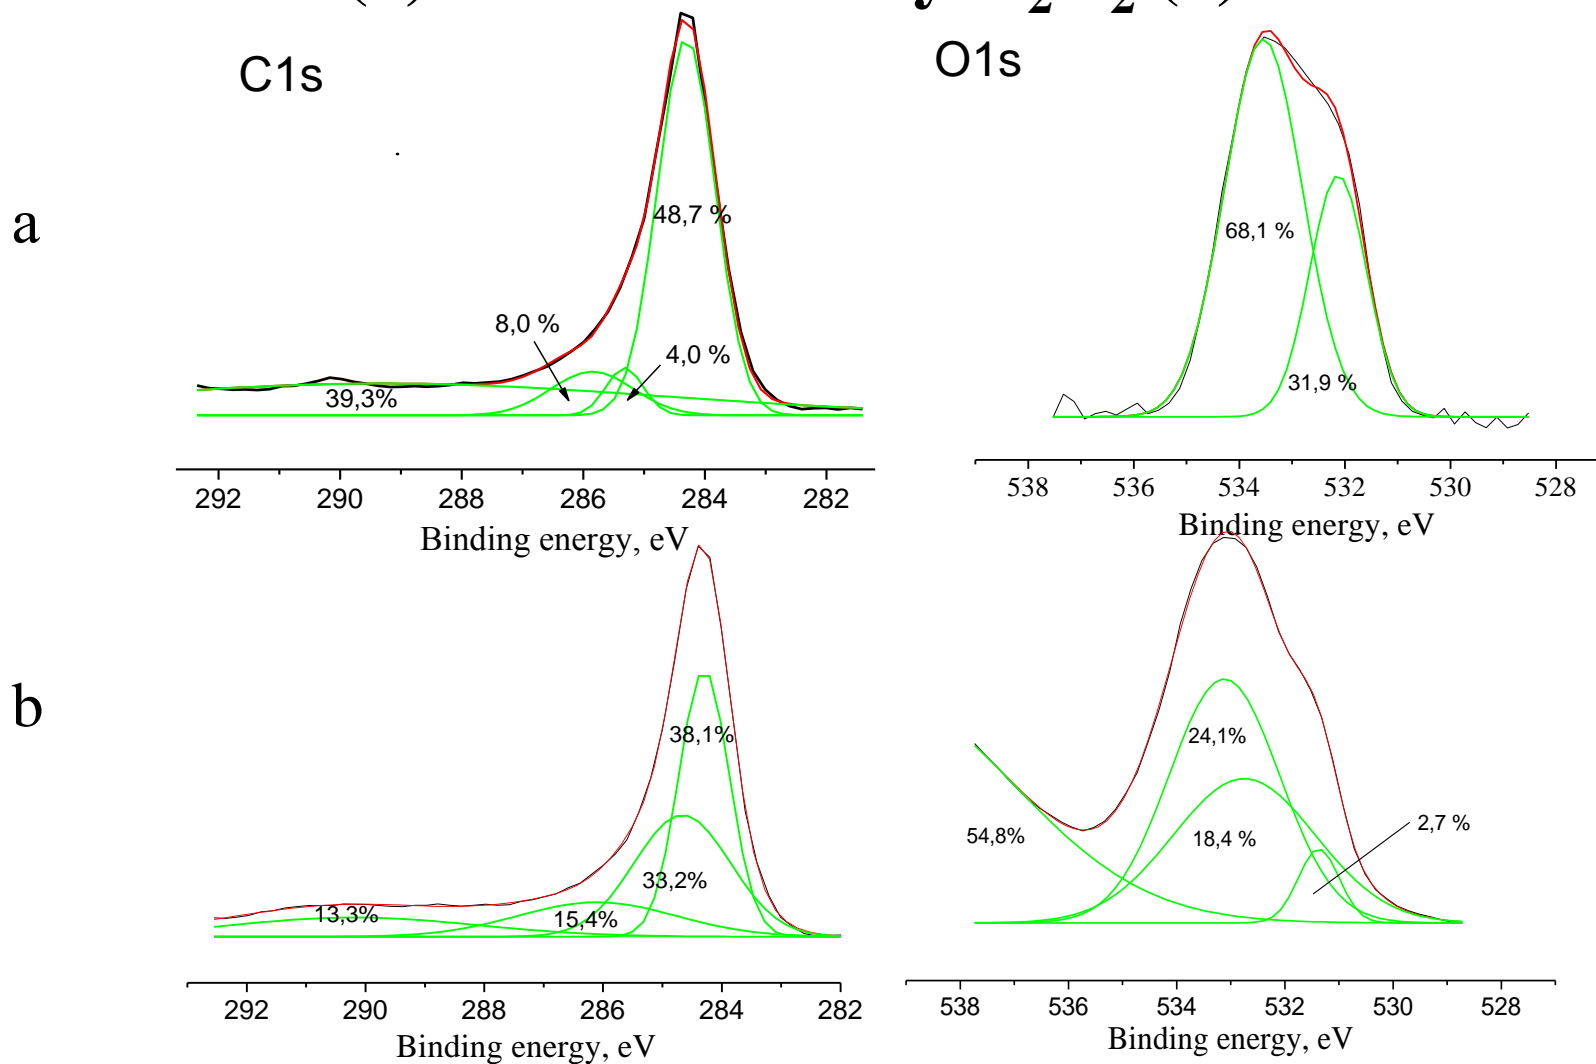 C1s
O1s
a
48,7 %
8,0 %
4,0 %
39,3%
68,1 %
31,9 %
292 290 288 286 284 282
Binding energy, eV
538 536 534 532 530 528
Binding energy, eV
b
38,1%
33,2%
15,4%
13,3%
24,1%
18,4 %
54,8%
2,7 %
292 290 288 286 284 282
Binding energy, eV
538 536 534 532 530 528
Binding energy, eV